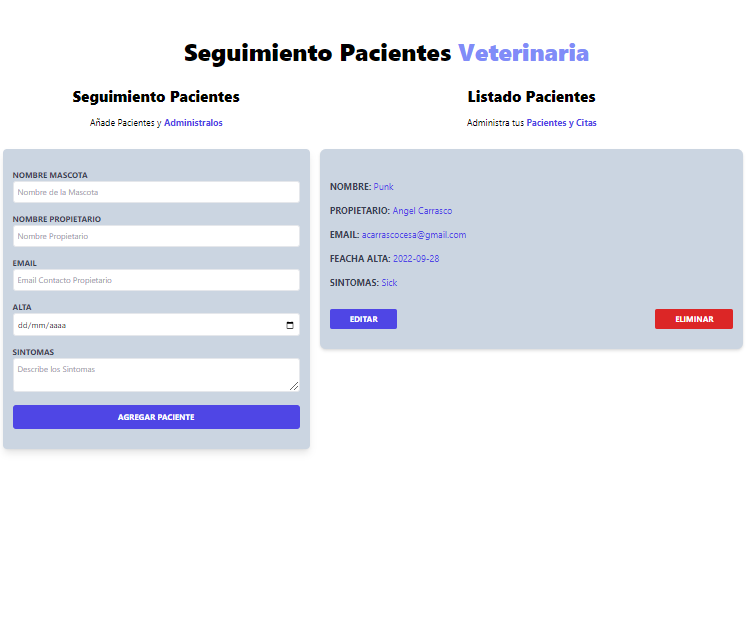 Seguimiento Pacientes Veterinaria
Seguimiento Pacientes
Añade Pacientes y Administralos
NOMBRE MASCOTA
Nombre de la Mascota
NOMBRE PROPIETARIO
Nombre Propietario
EMAIL
Email Contacto Propietario
ALTA
dd/mm/aaaa
SINTOMAS
Describe los Sintomas
AGREGAR PACIENTE
Listado Pacientes
Administra tus Pacientes y Citas
NOMBRE: Punk
PROPIETARIO: Angel Carrasco
EMAIL: acarrascocesa@gmail.com
FEACHA ALTA: 2022-09-28
SINTOMAS: Sick
EDITAR
ELIMINAR